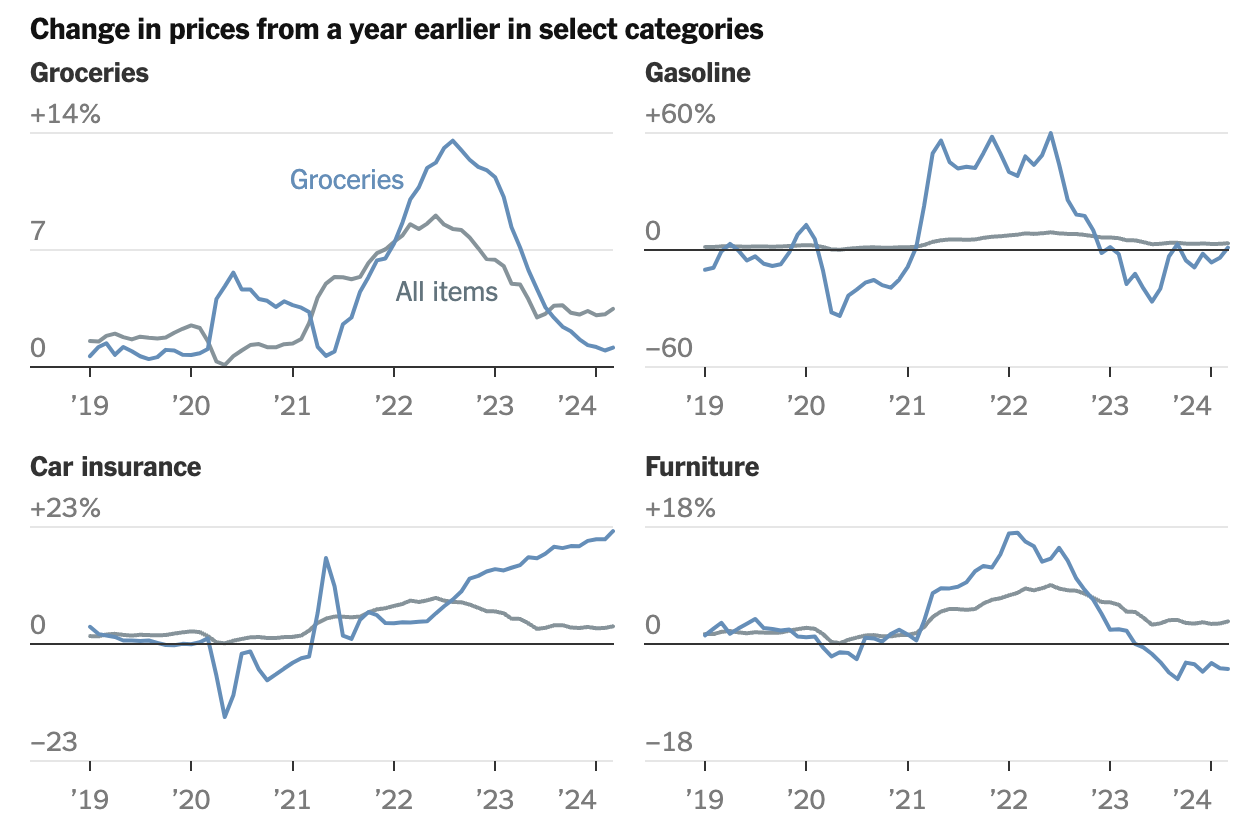 Change in prices from a year earlier in select categories
Groceries
+14%
Groceries
7
All items
0
’19 ’20 ’21 ’22 ’23 ’24
Gasoline
+60%
0
−60
’19 ’20 ’21 ’22 ’23 ’24
Car insurance
+23%
0
−23
’19 ’20 ’21 ’22 ’23 ’24
Furniture
+18%
0
−18
’19 ’20 ’21 ’22 ’23 ’24